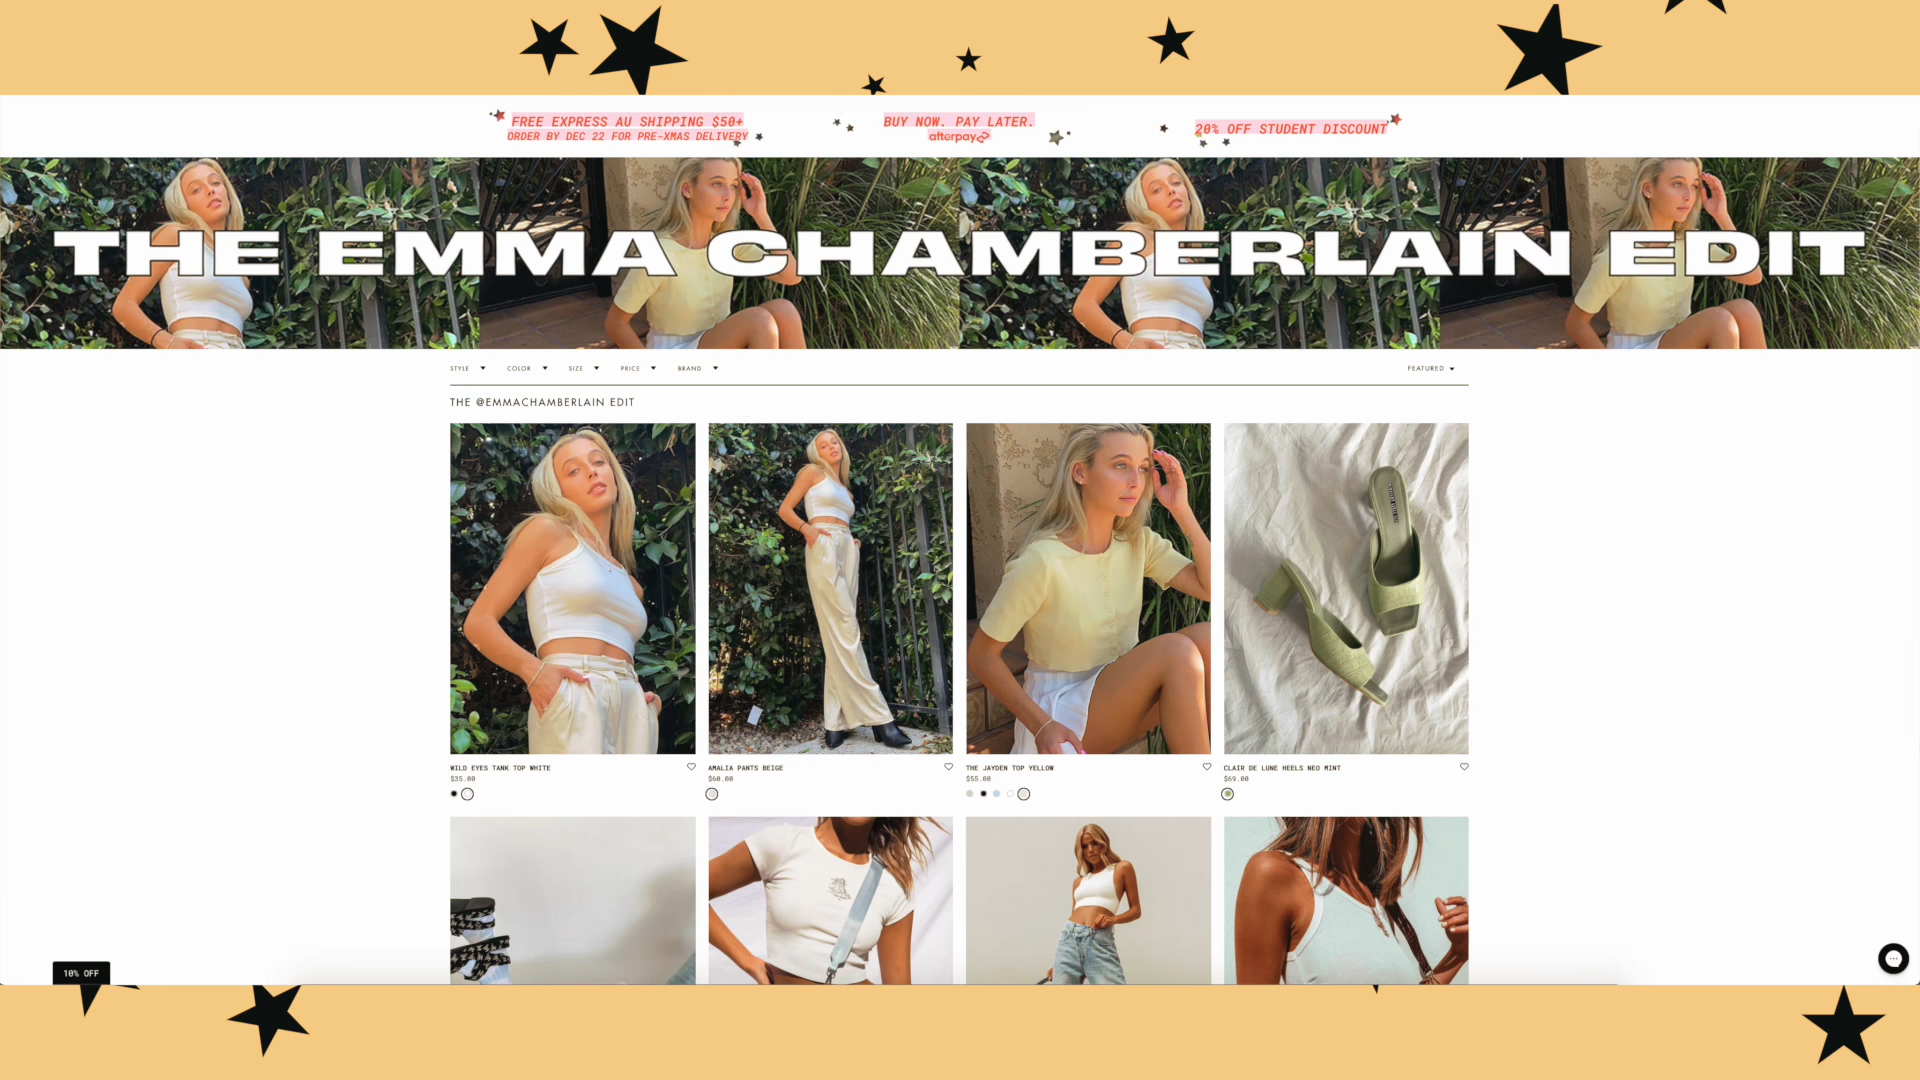 FREE EXPRESS AU SHIPPING $50+
ORDER BY DEC 22 FOR PRE-XMAS DELIVERY
BUY NOW. PAY LATER.
afterpay
20% OFF STUDENT DISCOUNT
THE EMMA CHAMBERLAIN EDIT
STYLE COLOR SIZE PRICE BRAND FEATURED
THE @EMMACHAMBERLAIN EDIT
WILD EYES TANK TOP WHITE
$35.00
AMALIA PANTS BEIGE
$60.00
THE JAYDEN TOP YELLOW
$55.00
CLAIR DE LUNE HEELS NEO MINT
$69.00
10% OFF